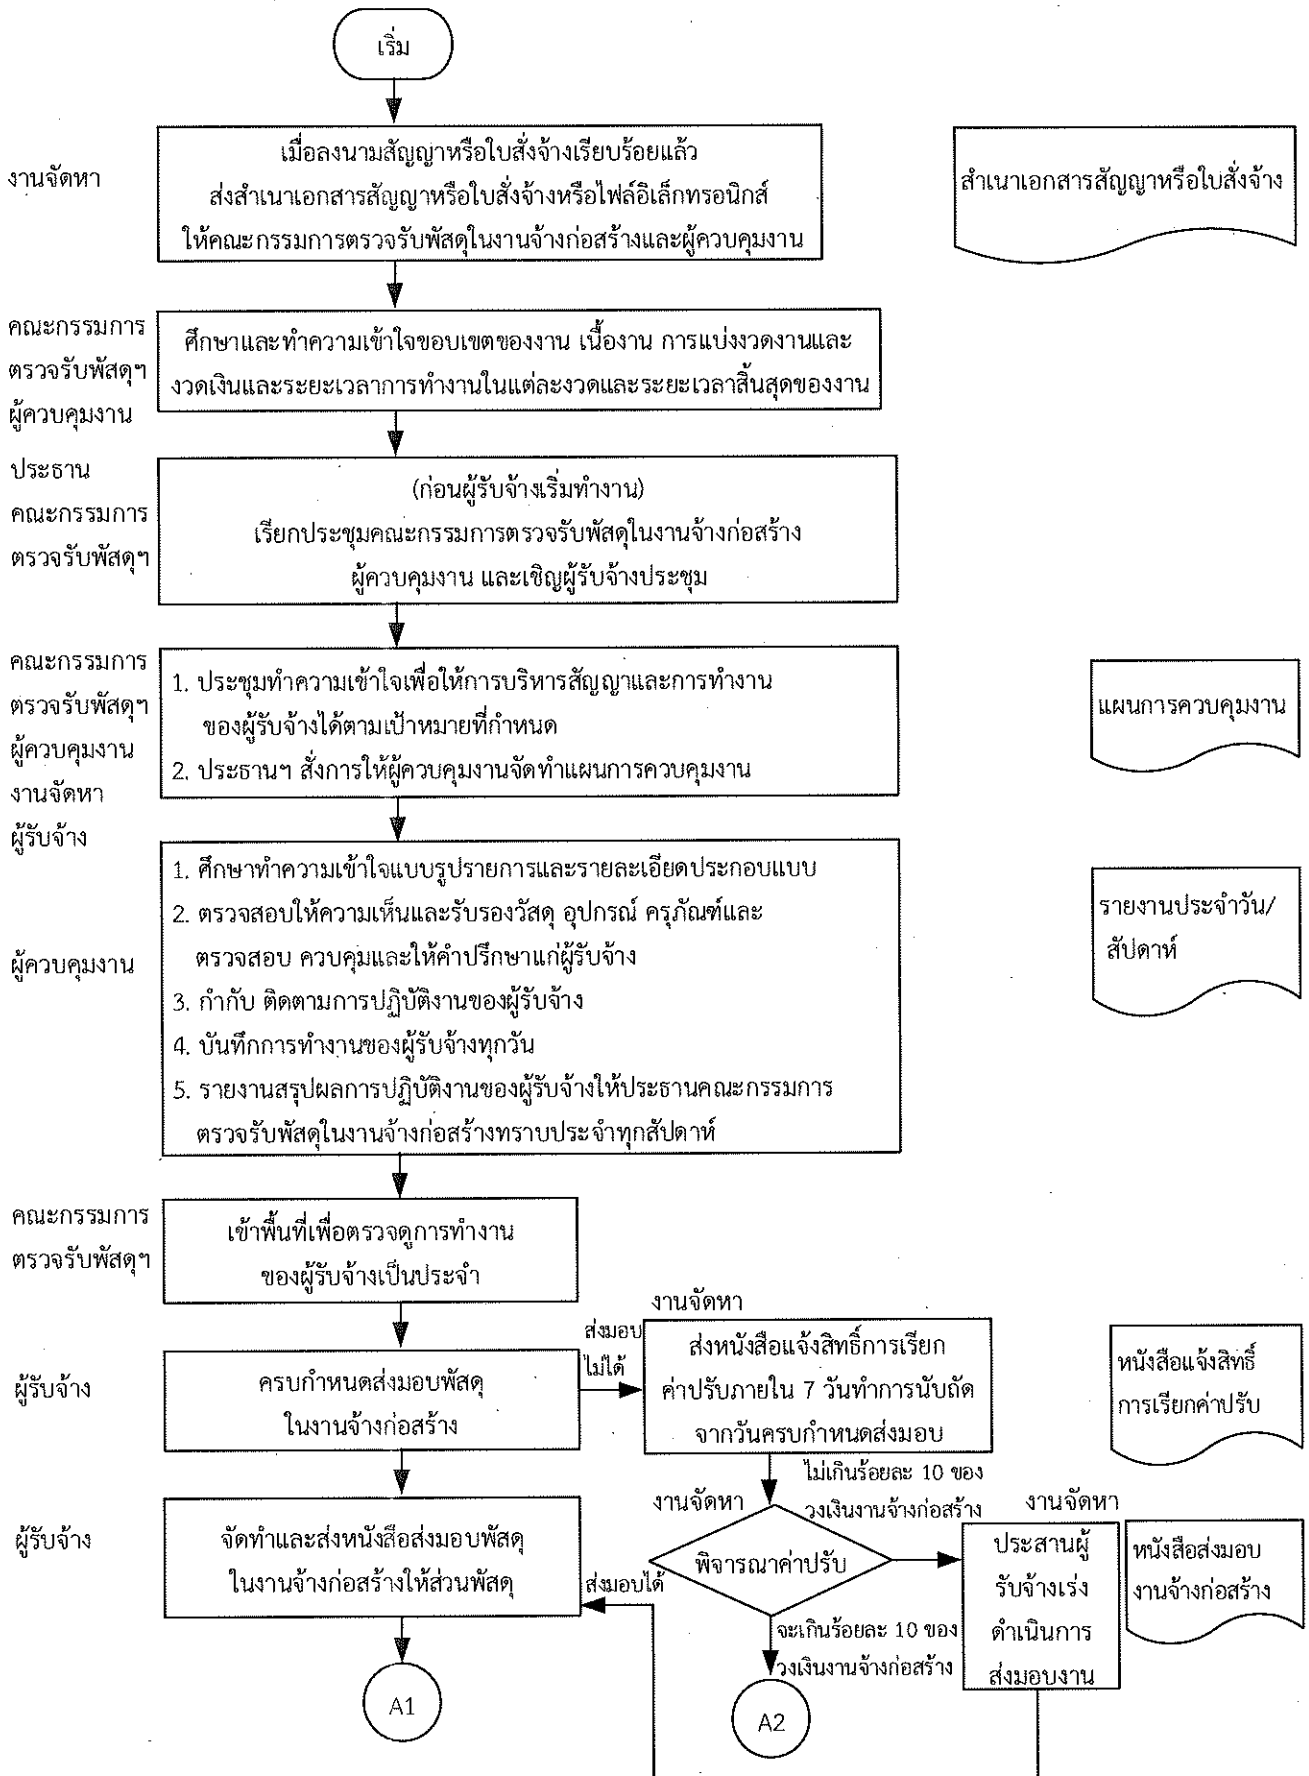 เริ่ม
งานจัดหา
เมื่อลงนามสัญญาหรือใบสั่งจ้างเรียบร้อยแล้ว
ส่งสำเนาเอกสารสัญญาหรือใบสั่งจ้างหรือไฟล์อิเล็กทรอนิกส์
ให้คณะกรรมการตรวจรับพัสดุในงานจ้างก่อสร้างและผู้ควบคุมงาน
สำเนาเอกสารสัญญาหรือใบสั่งจ้าง
คณะกรรมการ
ตรวจรับพัสดุฯ
ผู้ควบคุมงาน
ศึกษาและทำความเข้าใจขอบเขตของงาน เนื้องาน การแบ่งงวดงานและ
งวดเงินและระยะเวลาการทำงานในแต่ละงวดและระยะเวลาสิ้นสุดของงาน
ประธาน
คณะกรรมการ
ตรวจรับพัสดุฯ
(ก่อนผู้รับจ้างเริ่มทำงาน)
เรียกประชุมคณะกรรมการตรวจรับพัสดุในงานจ้างก่อสร้าง
ผู้ควบคุมงาน และเชิญผู้รับจ้างประชุม
คณะกรรมการ
ตรวจรับพัสดุฯ
ผู้ควบคุมงาน
งานจัดหา
ผู้รับจ้าง
1. ประชุมทำความเข้าใจเพื่อให้การบริหารสัญญาและการทำงาน
ของผู้รับจ้างได้ตามเป้าหมายที่กำหนด
2. ประธานฯ สั่งการให้ผู้ควบคุมงานจัดทำแผนการควบคุมงาน
แผนการควบคุมงาน
ผู้ควบคุมงาน
1. ศึกษาทำความเข้าใจแบบรูปรายการและรายละเอียดประกอบแบบ
2. ตรวจสอบให้ความเห็นและรับรองวัสดุ อุปกรณ์ ครุภัณฑ์และ
ตรวจสอบ ควบคุมและให้คำปรึกษาแก่ผู้รับจ้าง
3. กำกับ ติดตามการปฏิบัติงานของผู้รับจ้าง
4. บันทึกการทำงานของผู้รับจ้างทุกวัน
5. รายงานสรุปผลการปฏิบัติงานของผู้รับจ้างให้ประธานคณะกรรมการ
ตรวจรับพัสดุในงานจ้างก่อสร้างทราบประจำทุกสัปดาห์
รายงานประจำวัน/
สัปดาห์
คณะกรรมการ
ตรวจรับพัสดุฯ
เข้าพื้นที่เพื่อตรวจดูการทำงาน
ของผู้รับจ้างเป็นประจำ
ผู้รับจ้าง
ครบกำหนดส่งมอบพัสดุ
ในงานจ้างก่อสร้าง
ส่งมอบ
ไม่ได้
งานจัดหา
ส่งหนังสือแจ้งสิทธิ์การเรียก
ค่าปรับภายใน 7 วันทำการนับถัด
จากวันครบกำหนดส่งมอบ
หนังสือแจ้งสิทธิ์
การเรียกค่าปรับ
ผู้รับจ้าง
จัดทำและส่งหนังสือส่งมอบพัสดุ
ในงานจ้างก่อสร้างให้ส่วนพัสดุ
ส่งมอบได้
งานจัดหา
พิจารณาค่าปรับ
ไม่เกินร้อยละ 10 ของ
วงเงินงานจ้างก่อสร้าง
งานจัดหา
ประสานผู้
รับจ้างเร่ง
ดำเนินการ
ส่งมอบงาน
หนังสือส่งมอบ
งานจ้างก่อสร้าง
จะเกินร้อยละ 10 ของ
วงเงินงานจ้างก่อสร้าง
A1
A2